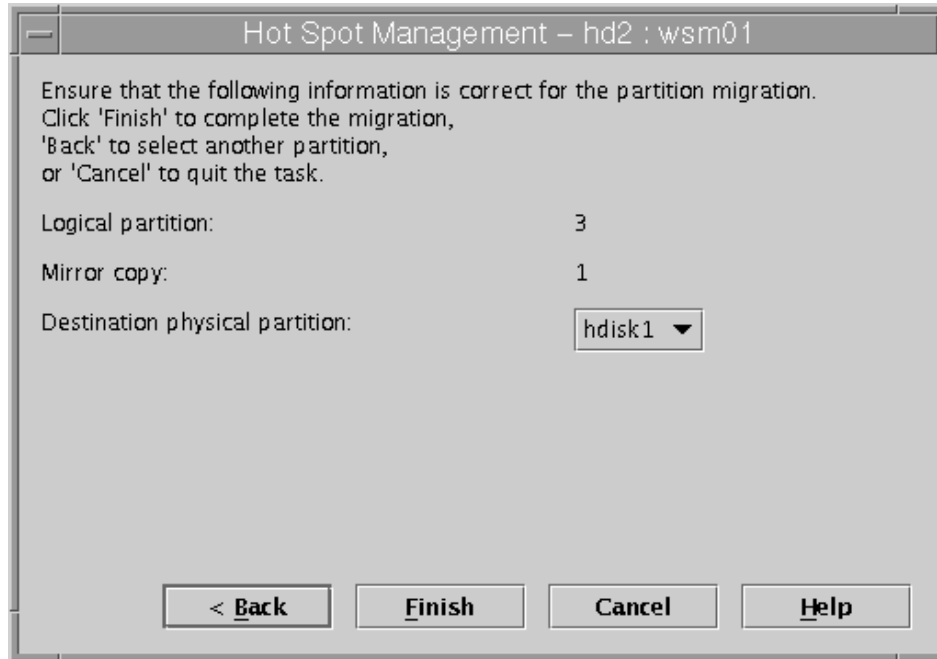 Hot Spot Management – hd2 : wsm01
Ensure that the following information is correct for the partition migration.
Click 'Finish' to complete the migration,
'Back' to select another partition,
or 'Cancel' to quit the task.
Logical partition: 3
Mirror copy: 1
Destination physical partition: hdisk1
< Back Finish Cancel Help